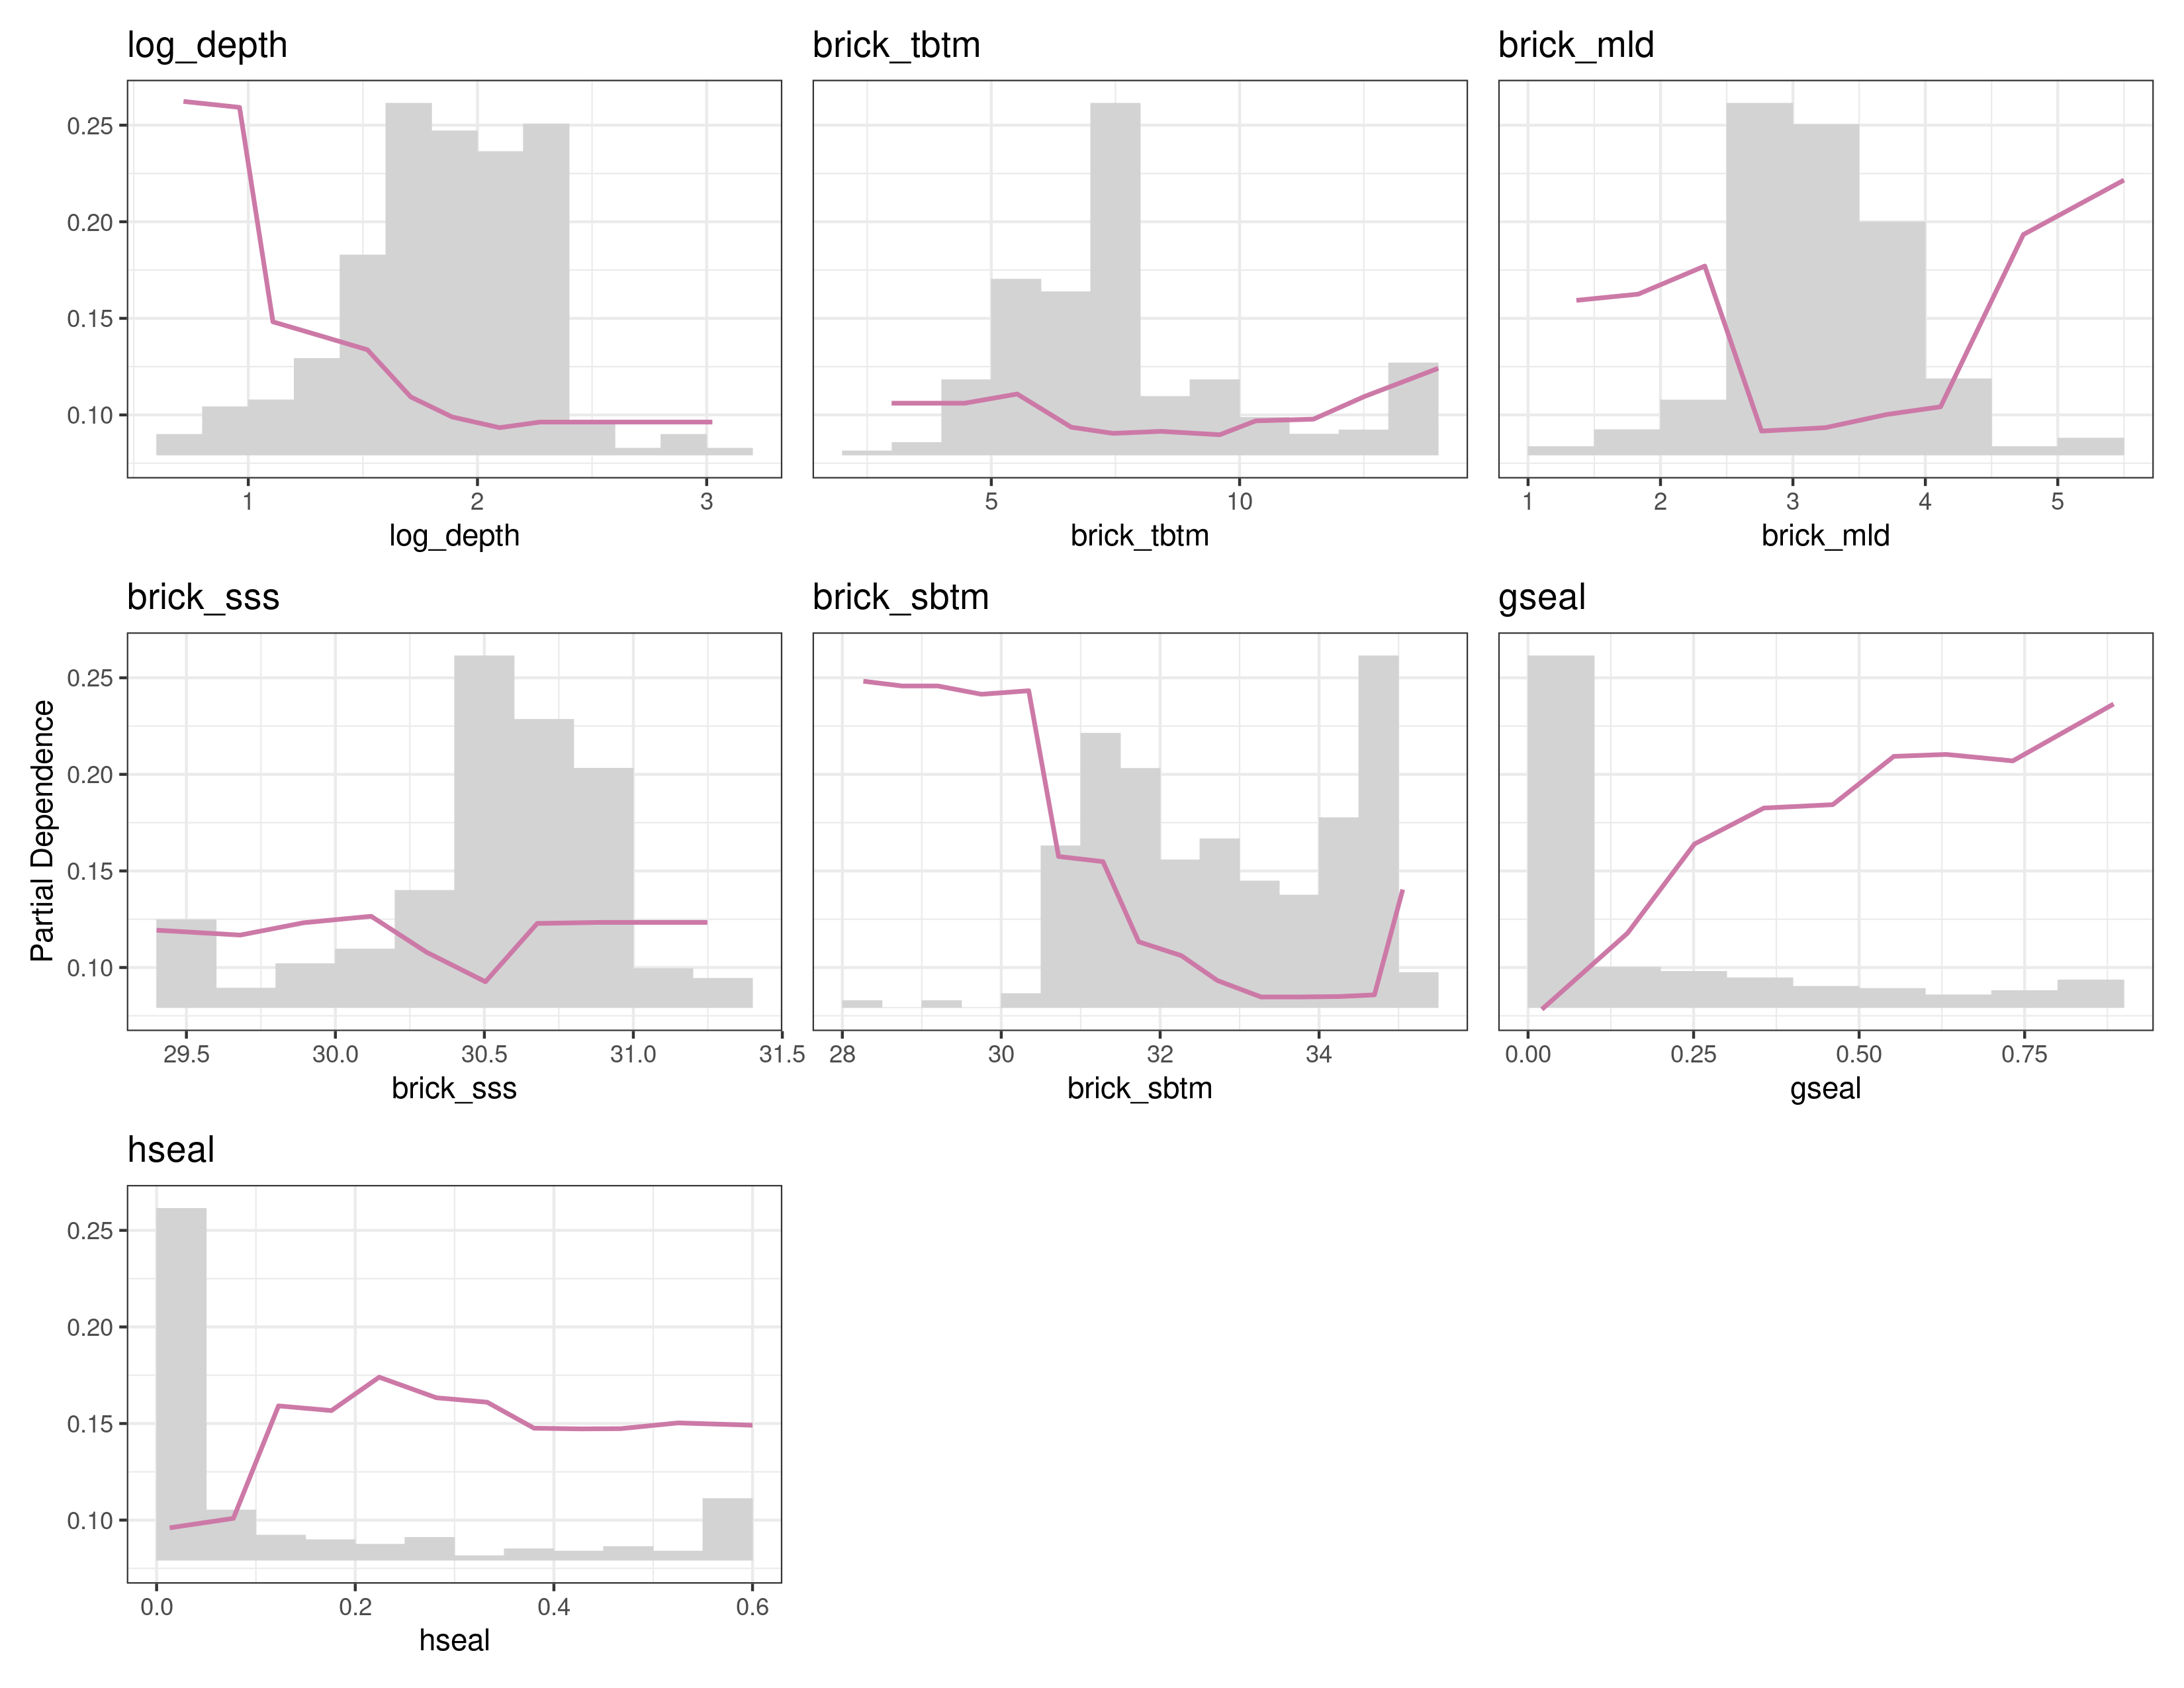 log_depth brick_tbtm brick_mld
0.25
0.20
0.15
0.10
1 2 3 5 10 1 2 3 4 5
log_depth brick_tbtm brick_mld
brick_sss brick_sbtm gseal
Partial Dependence
0.25
0.20
0.15
0.10
29.5 30.0 30.5 31.0 31.5 28 30 32 34 0.00 0.25 0.50 0.75
brick_sss brick_sbtm gseal
hseal
0.25
0.20
0.15
0.10
0.0 0.2 0.4 0.6
hseal